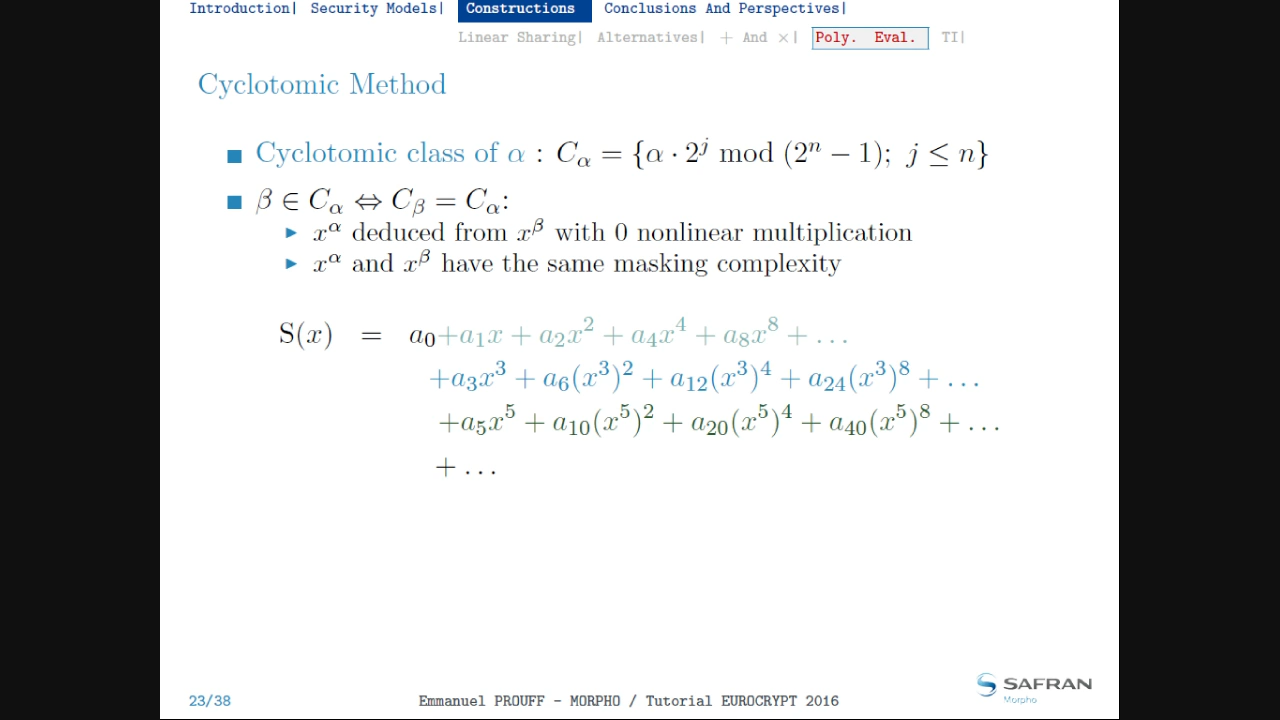 Introduction| Security Models| Constructions Conclusions And Perspectives|
Linear Sharing| Alternatives| + And ×| Poly. Eval. TI|
Cyclotomic Method
Cyclotomic class of α : C_α = {α · 2^j mod (2^n − 1); j ≤ n}
β ∈ C_α ⇔ C_β = C_α:
x^α deduced from x^β with 0 nonlinear multiplication
x^α and x^β have the same masking complexity
S(x) = a_0+a_1x + a_2x^2 + a_4x^4 + a_8x^8 + ...
+a_3x^3 + a_6(x^3)^2 + a_12(x^3)^4 + a_24(x^3)^8 + ...
+a_5x^5 + a_10(x^5)^2 + a_20(x^5)^4 + a_40(x^5)^8 + ...
+ ...
SAFRAN
Morpho
23/38 Emmanuel PROUFF - MORPHO / Tutorial EUROCRYPT 2016